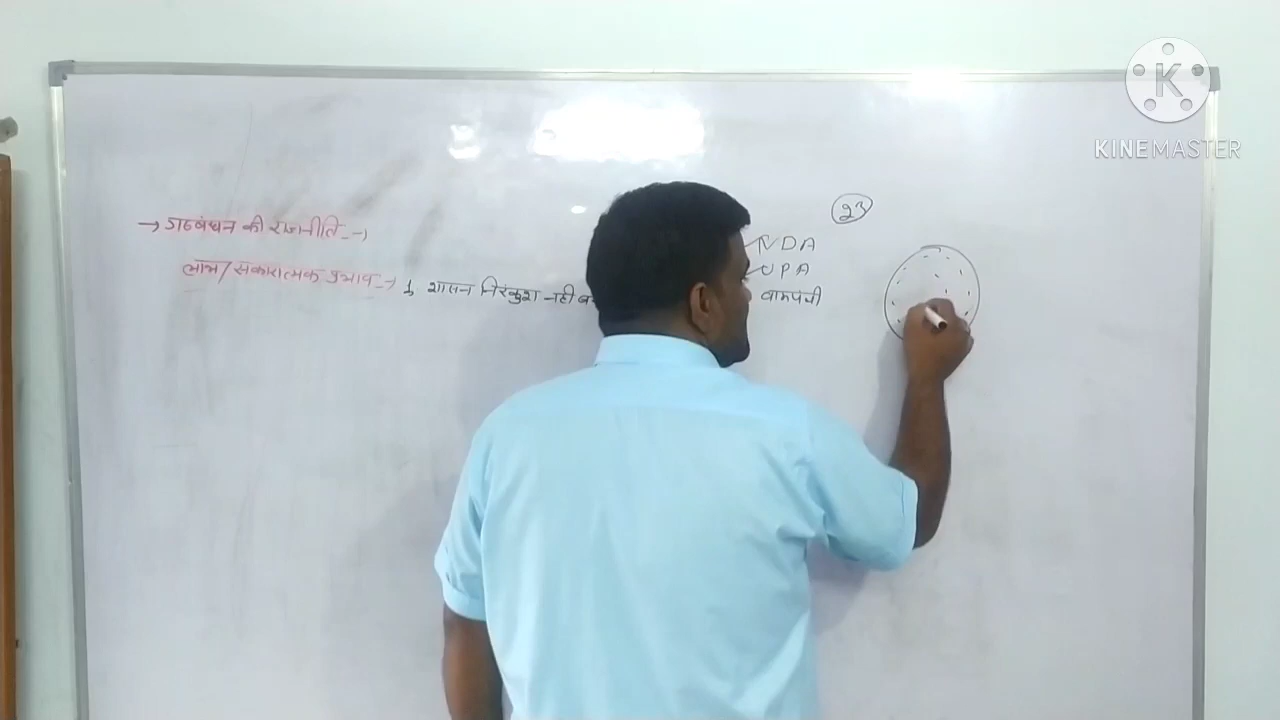 K
KINEMASTER
23
→ गठबंधन की राजनीति -→
NDA
UPA
वामपंथी
लाभ/सकारात्मक प्रभाव -→ 1. शासन निरंकुश नही